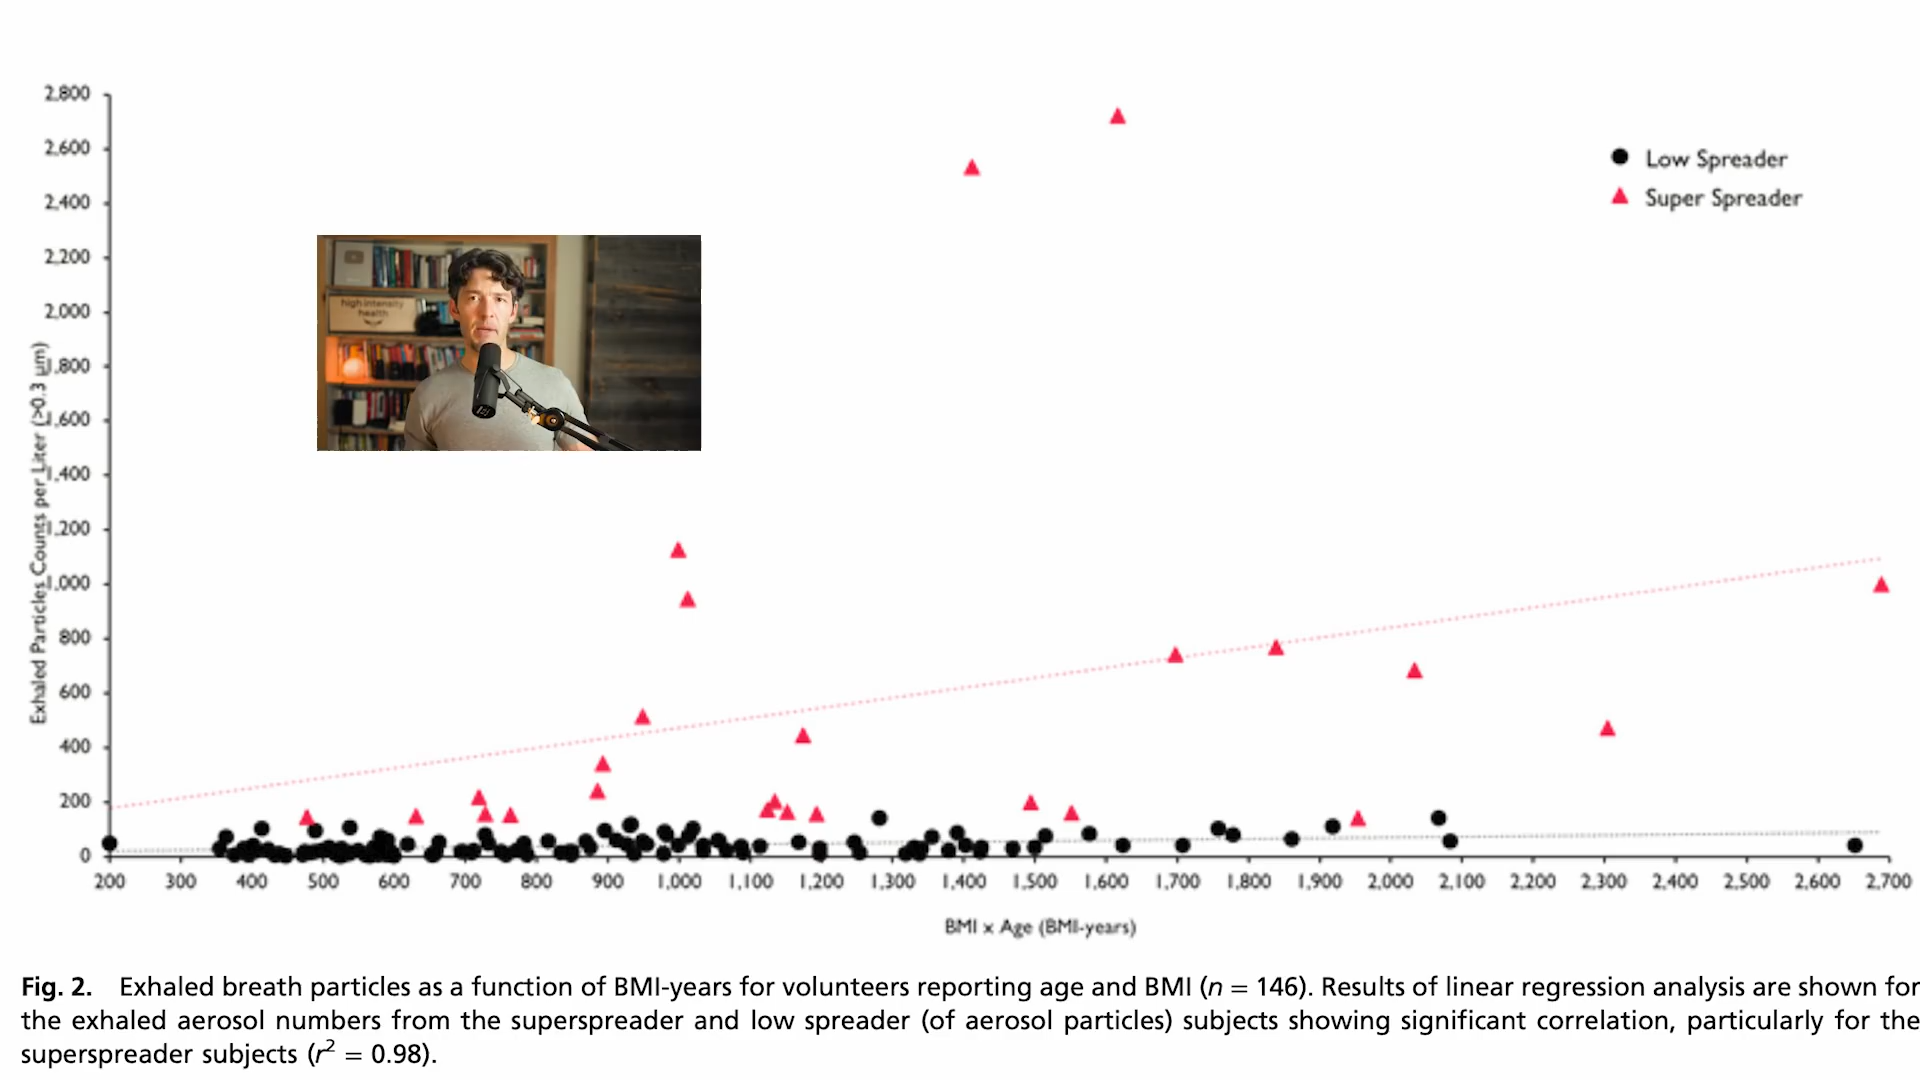 2,800
2,600
2,400
2,200
2,000
1,800
1,600
1,400
1,200
1,000
800
600
400
200
0
Exhaled Particles Counts per Liter (>0.3 µm)
Low Spreader
Super Spreader
high intensity
health
200 300 400 500 600 700 800 900 1,000 1,100 1,200 1,300 1,400 1,500 1,600 1,700 1,800 1,900 2,000 2,100 2,200 2,300 2,400 2,500 2,600 2,700
BMI x Age (BMI-years)
Fig. 2. Exhaled breath particles as a function of BMI-years for volunteers reporting age and BMI (n = 146). Results of linear regression analysis are shown for
the exhaled aerosol numbers from the superspreader and low spreader (of aerosol particles) subjects showing significant correlation, particularly for the
superspreader subjects (r² = 0.98).